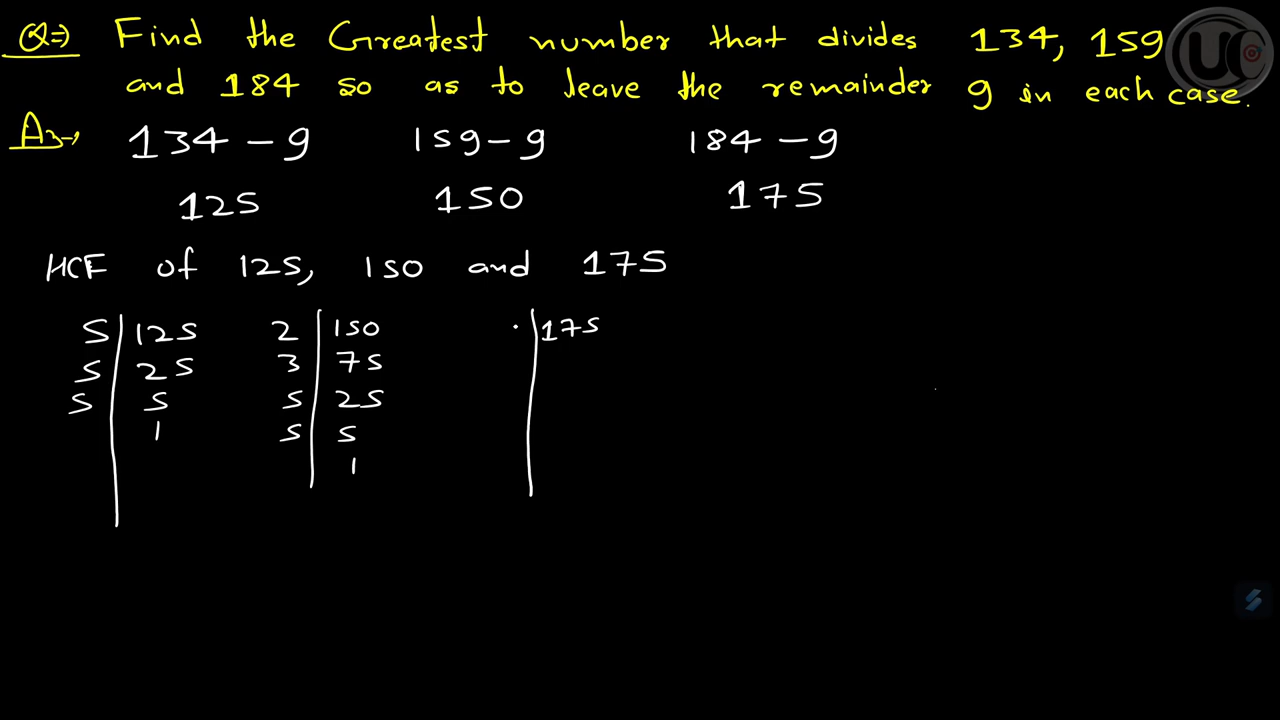 Q⇒ Find the Greatest number that divides 134, 159
and 184 so as to leave the remainder 9 in each case.
A→ 134 - 9 159 - 9 184 - 9
125 150 175
HCF of 125, 150 and 175
5 | 125 2 | 150 | 175
5 | 25 3 | 75
5 | 5 5 | 25
1 5 | 5
1
UC